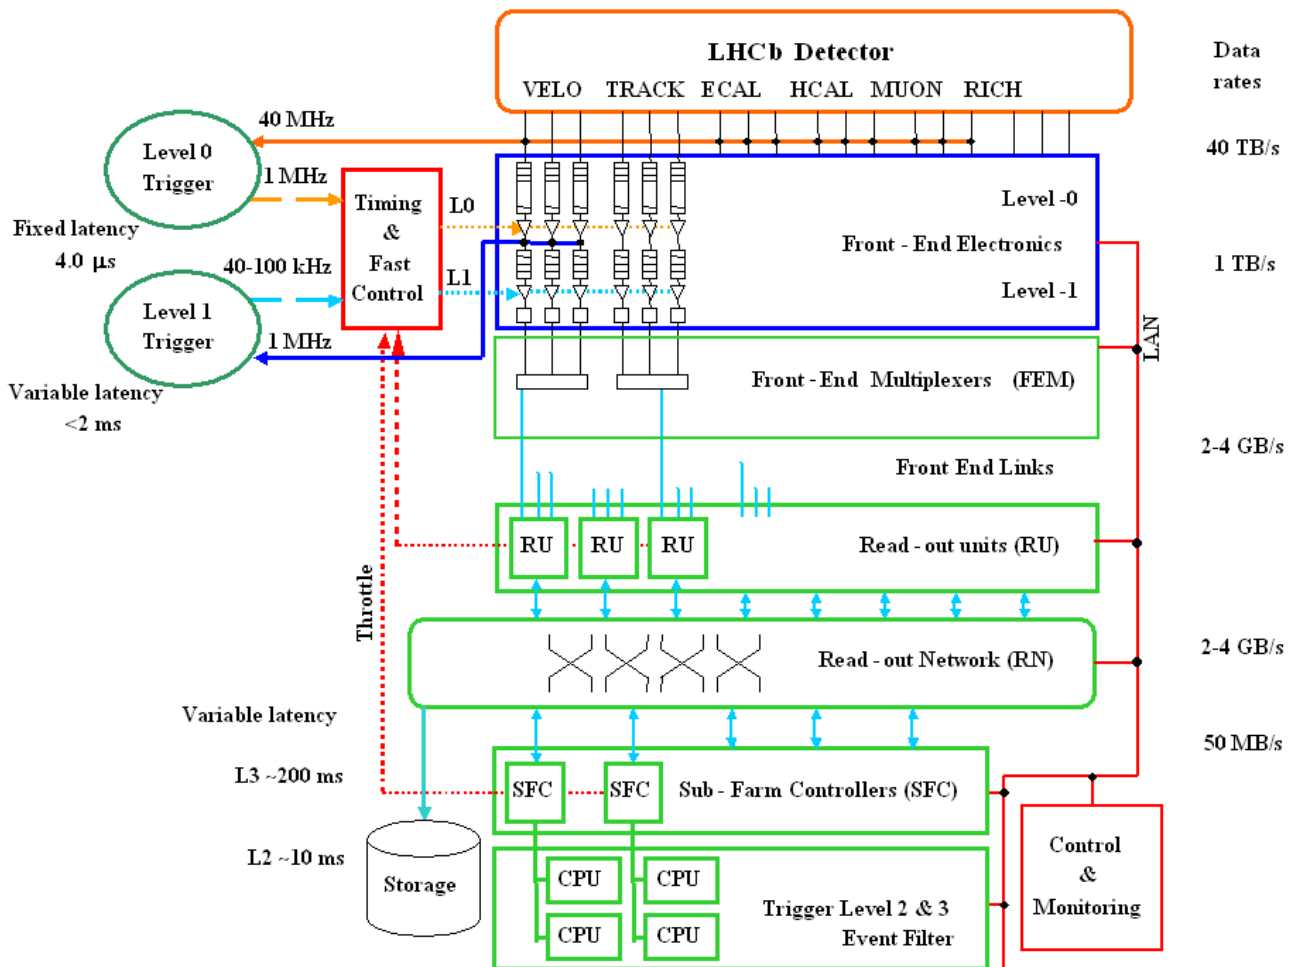 LHCb Detector
Data
rates
VELO TRACK ECAL HCAL MUON RICH
40 MHz
40 TB/s
Level 0
Trigger
1 MHz
Timing
&
Fast
Control
L0
Level -0
Fixed latency
4.0 μs
Front - End Electronics
1 TB/s
40-100 kHz
L1
Level -1
Level 1
Trigger
1 MHz
LAN
Variable latency
<2 ms
Front - End Multiplexers (FEM)
2-4 GB/s
Front End Links
RU RU RU
Read - out units (RU)
Throttle
Read - out Network (RN)
2-4 GB/s
Variable latency
50 MB/s
L3 ~200 ms
SFC SFC
Sub - Farm Controllers (SFC)
L2 ~10 ms
Storage
CPU CPU
CPU CPU
Trigger Level 2 & 3
Event Filter
Control
&
Monitoring